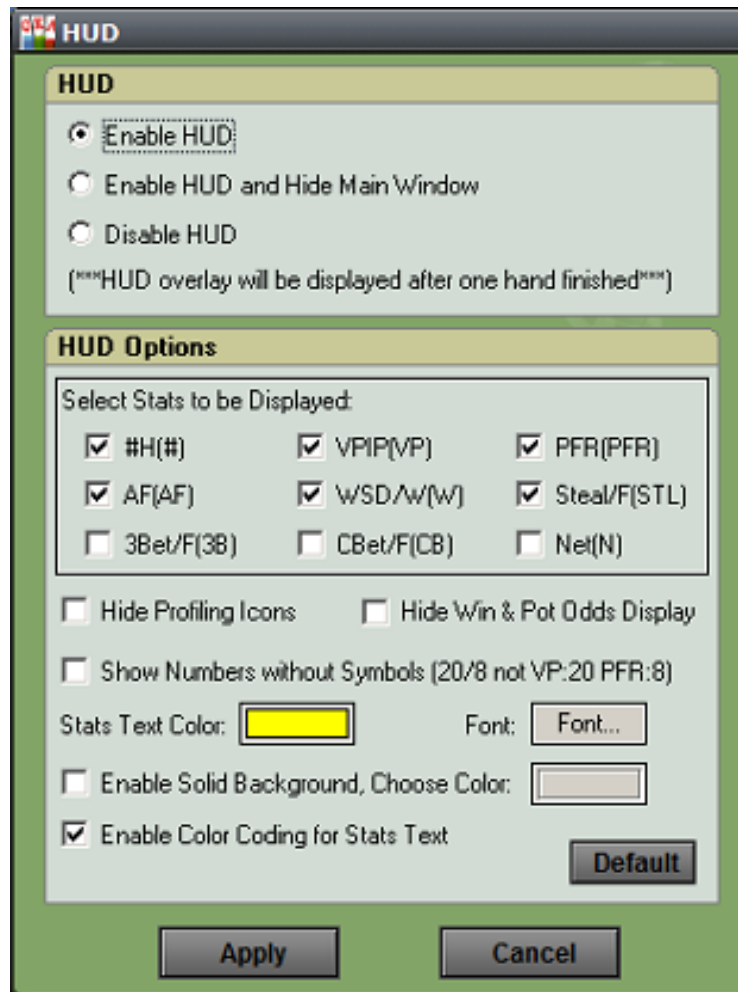 HUD
HUD
Enable HUD
Enable HUD and Hide Main Window
Disable HUD
(***HUD overlay will be displayed after one hand finished***)
HUD Options
Select Stats to be Displayed:
#H(#) VPIP(VP) PFR(PFR)
AF(AF) WSD/W(W) Steal/F(STL)
3Bet/F(3B) CBet/F(CB) Net(N)
Hide Profiling Icons Hide Win & Pot Odds Display
Show Numbers without Symbols (20/8 not VP:20 PFR:8)
Stats Text Color: Font: Font...
Enable Solid Background, Choose Color:
Enable Color Coding for Stats Text
Default
Apply Cancel